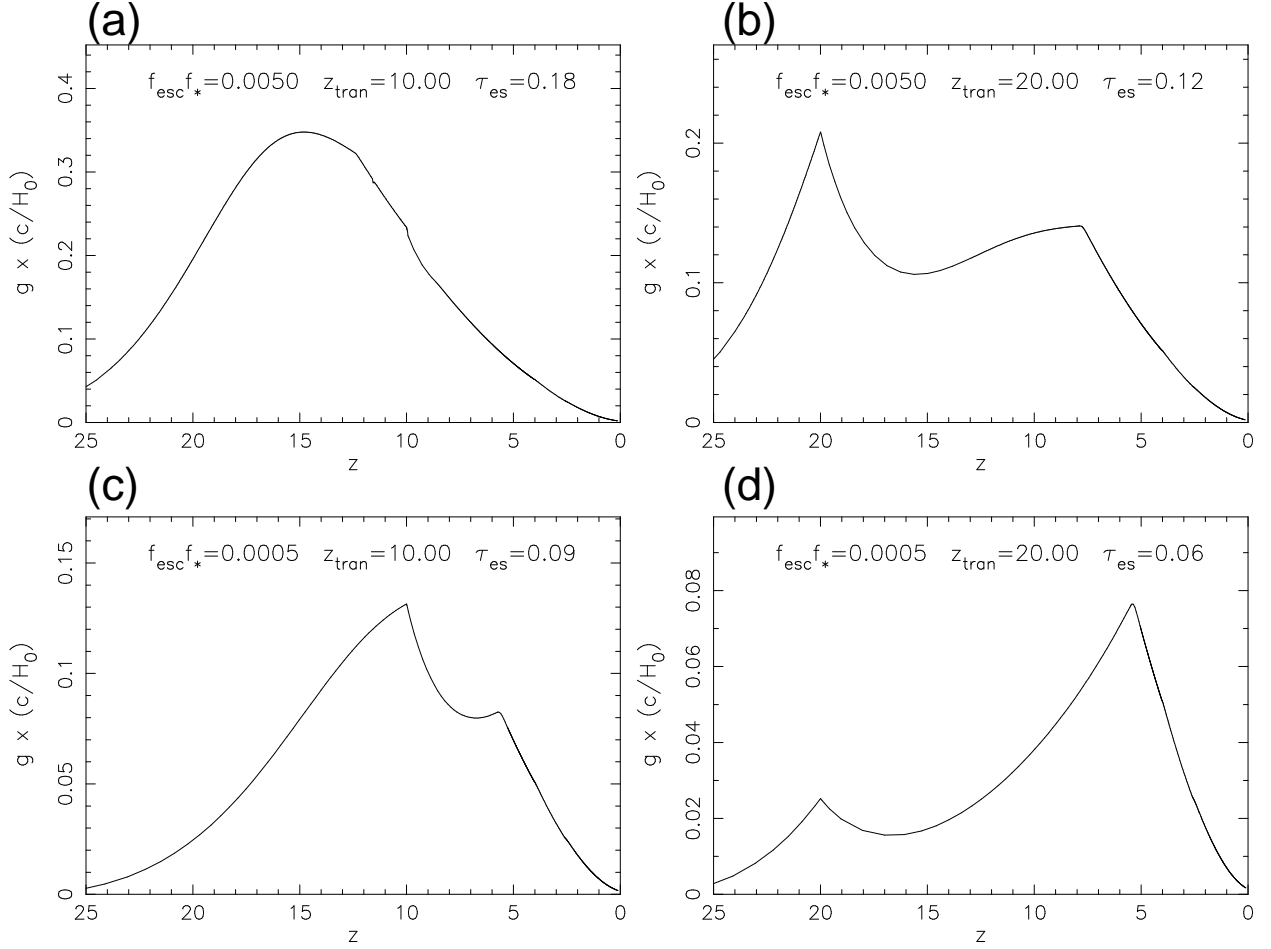 (a)
f_esc f_*=0.0050 z_tran=10.00 τ_es=0.18
g x (c/H_0)
0.4
0.3
0.2
0.1
0
25 20 15 10 5 0
z
(b)
f_esc f_*=0.0050 z_tran=20.00 τ_es=0.12
g x (c/H_0)
0.2
0.1
0
25 20 15 10 5 0
z
(c)
f_esc f_*=0.0005 z_tran=10.00 τ_es=0.09
g x (c/H_0)
0.15
0.1
0.05
0
25 20 15 10 5 0
z
(d)
f_esc f_*=0.0005 z_tran=20.00 τ_es=0.06
g x (c/H_0)
0.08
0.06
0.04
0.02
0
25 20 15 10 5 0
z